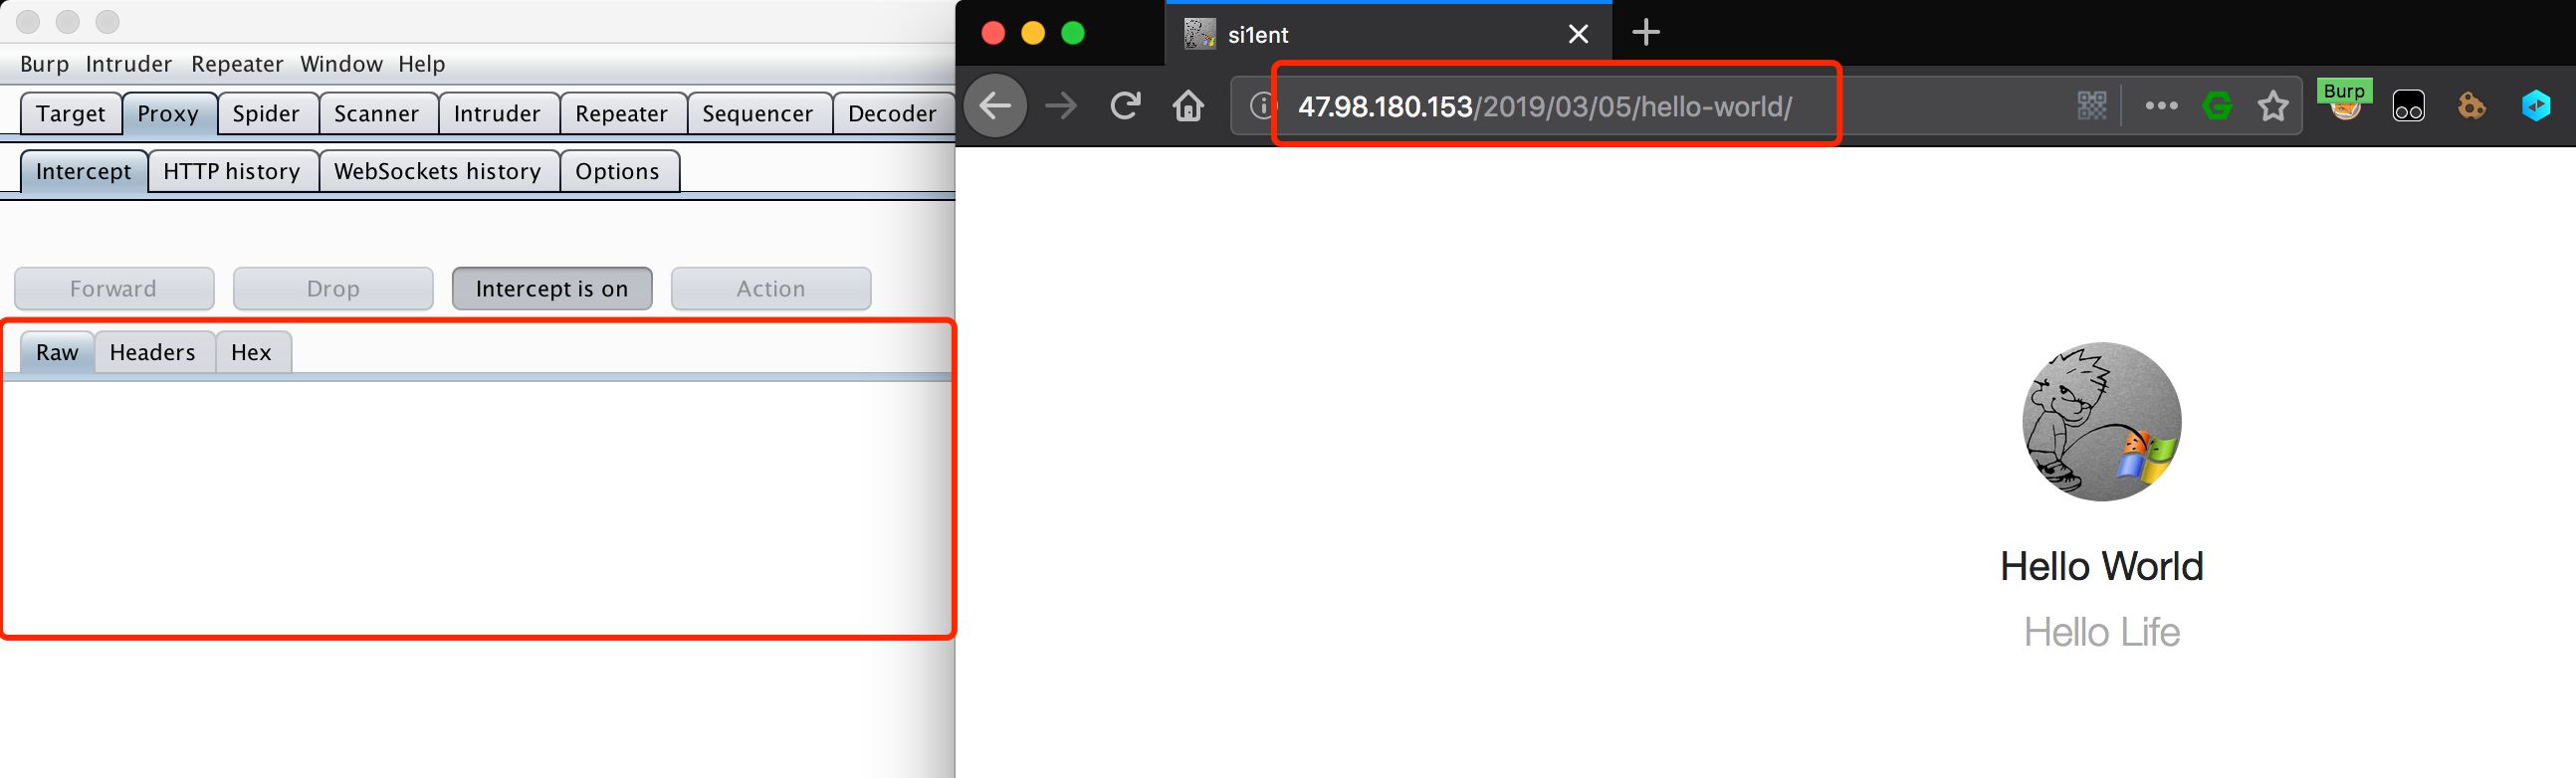 Burp Intruder Repeater Window Help
Target Proxy Spider Scanner Intruder Repeater Sequencer Decoder
Intercept HTTP history WebSockets history Options
Forward Drop Intercept is on Action
Raw Headers Hex
si1ent
47.98.180.153/2019/03/05/hello-world/
Burp
Hello World
Hello Life